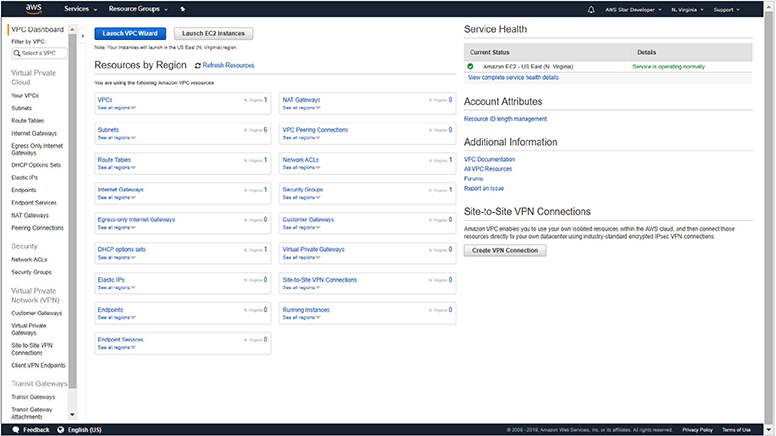 aws
Services
Resource Groups
AWS Star Developer
N. Virginia
Support
VPC Dashboard
Filter by VPC:
Select a VPC
Virtual Private
Cloud
Your VPCs
Subnets
Route Tables
Internet Gateways
Egress Only Internet
Gateways
DHCP Options Sets
Elastic IPs
Endpoints
Endpoint Services
NAT Gateways
Peering Connections
Security
Network ACLs
Security Groups
Virtual Private
Network (VPN)
Customer Gateways
Virtual Private
Gateways
Site-to-Site VPN
Connections
Client VPN Endpoints
Transit Gateways
Transit Gateways
Transit Gateway
Attachments
Launch VPC Wizard
Launch EC2 Instances
Note: Your Instances will launch in the US East (N. Virginia) region.
Resources by Region
Refresh Resources
You are using the following Amazon VPC resources
VPCs N. Virginia 1
See all regions
NAT Gateways N. Virginia 0
See all regions
Subnets N. Virginia 6
See all regions
VPC Peering Connections N. Virginia 0
See all regions
Route Tables N. Virginia 1
See all regions
Network ACLs N. Virginia 1
See all regions
Internet Gateways N. Virginia 1
See all regions
Security Groups N. Virginia 1
See all regions
Egress-only Internet Gateways N. Virginia 0
See all regions
Customer Gateways N. Virginia 0
See all regions
DHCP options sets N. Virginia 1
See all regions
Virtual Private Gateways N. Virginia 0
See all regions
Elastic IPs N. Virginia 0
See all regions
Site-to-Site VPN Connections N. Virginia 0
See all regions
Endpoints N. Virginia 0
See all regions
Running Instances N. Virginia 0
See all regions
Endpoint Services N. Virginia 0
See all regions
Service Health
Current Status Details
Amazon EC2 - US East (N. Virginia) Service is operating normally
View complete service health details
Account Attributes
Resource ID length management
Additional Information
VPC Documentation
All VPC Resources
Forums
Report an Issue
Site-to-Site VPN Connections
Amazon VPC enables you to use your own isolated resources within the AWS cloud, and then connect those
resources directly to your own datacenter using industry-standard encrypted IPsec VPN connections.
Create VPN Connection
Feedback
English (US)
© 2008 - 2019, Amazon Web Services, Inc. or its affiliates. All rights reserved.
Privacy Policy
Terms of Use